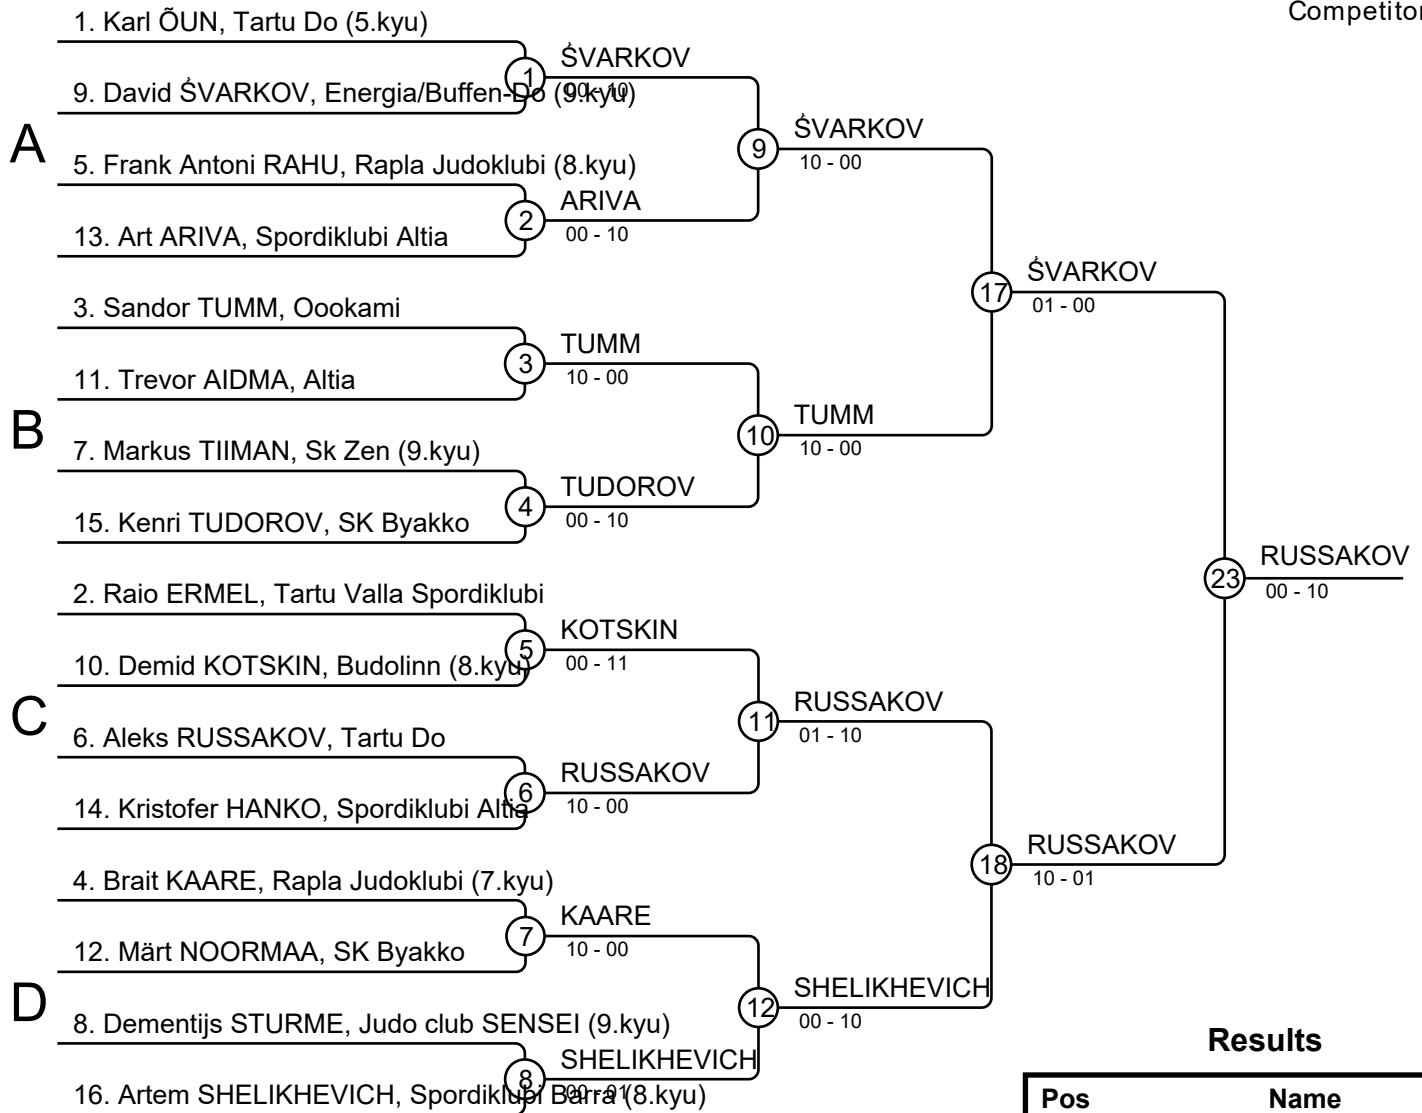 Competitor
1. Karl ÕUN, Tartu Do (5.kyu)
1
ŚVARKOV
00 - 10
9. David ŚVARKOV, Energia/Buffen-Do (9.kyu)
A
9
ŚVARKOV
10 - 00
5. Frank Antoni RAHU, Rapla Judoklubi (8.kyu)
2
ARIVA
00 - 10
13. Art ARIVA, Spordiklubi Altia
17
ŚVARKOV
01 - 00
3. Sandor TUMM, Oookami
3
TUMM
10 - 00
11. Trevor AIDMA, Altia
B
10
TUMM
10 - 00
7. Markus TIIMAN, Sk Zen (9.kyu)
4
TUDOROV
00 - 10
15. Kenri TUDOROV, SK Byakko
23
RUSSAKOV
00 - 10
2. Raio ERMEL, Tartu Valla Spordiklubi
5
KOTSKIN
00 - 11
10. Demid KOTSKIN, Budolinn (8.kyu)
C
11
RUSSAKOV
01 - 10
6. Aleks RUSSAKOV, Tartu Do
6
RUSSAKOV
10 - 00
14. Kristofer HANKO, Spordiklubi Altia
18
RUSSAKOV
10 - 01
4. Brait KAARE, Rapla Judoklubi (7.kyu)
7
KAARE
10 - 00
12. Märt NOORMAA, SK Byakko
D
12
SHELIKHEVICH
00 - 10
8. Dementijs STURME, Judo club SENSEI (9.kyu)
8
SHELIKHEVICH
00 - 01
16. Artem SHELIKHEVICH, Spordiklubi Barra (8.kyu)
Results
Pos Name